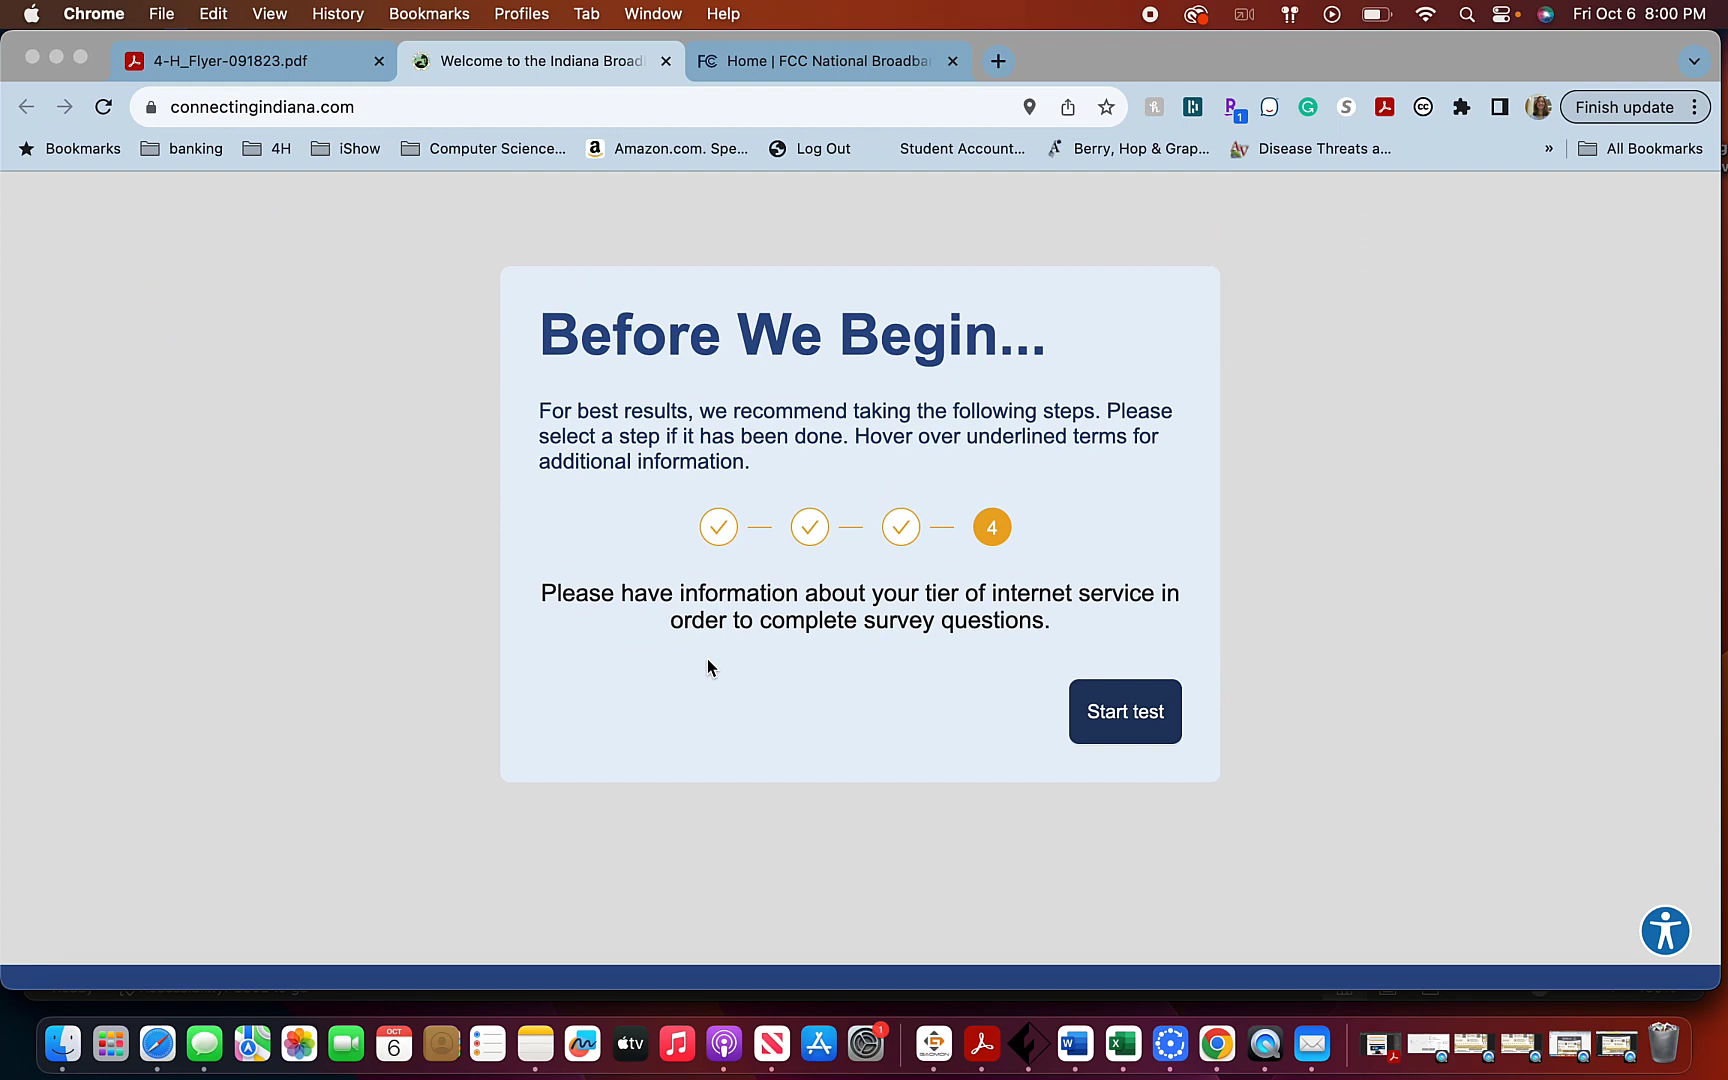 Chrome File Edit View History Bookmarks Profiles Tab Window Help Fri Oct 6 8:00 PM
4-H_Flyer-091823.pdf Welcome to the Indiana Broad Home | FCC National Broadba
connectingindiana.com Finish update
Bookmarks banking 4H iShow Computer Science... Amazon.com. Spe... Log Out Student Account... Berry, Hop & Grap... Disease Threats a... » All Bookmarks
Before We Begin...
For best results, we recommend taking the following steps. Please
select a step if it has been done. Hover over underlined terms for
additional information.
4
Please have information about your tier of internet service in
order to complete survey questions.
Start test
OCT
6
tv
1
GAOMON